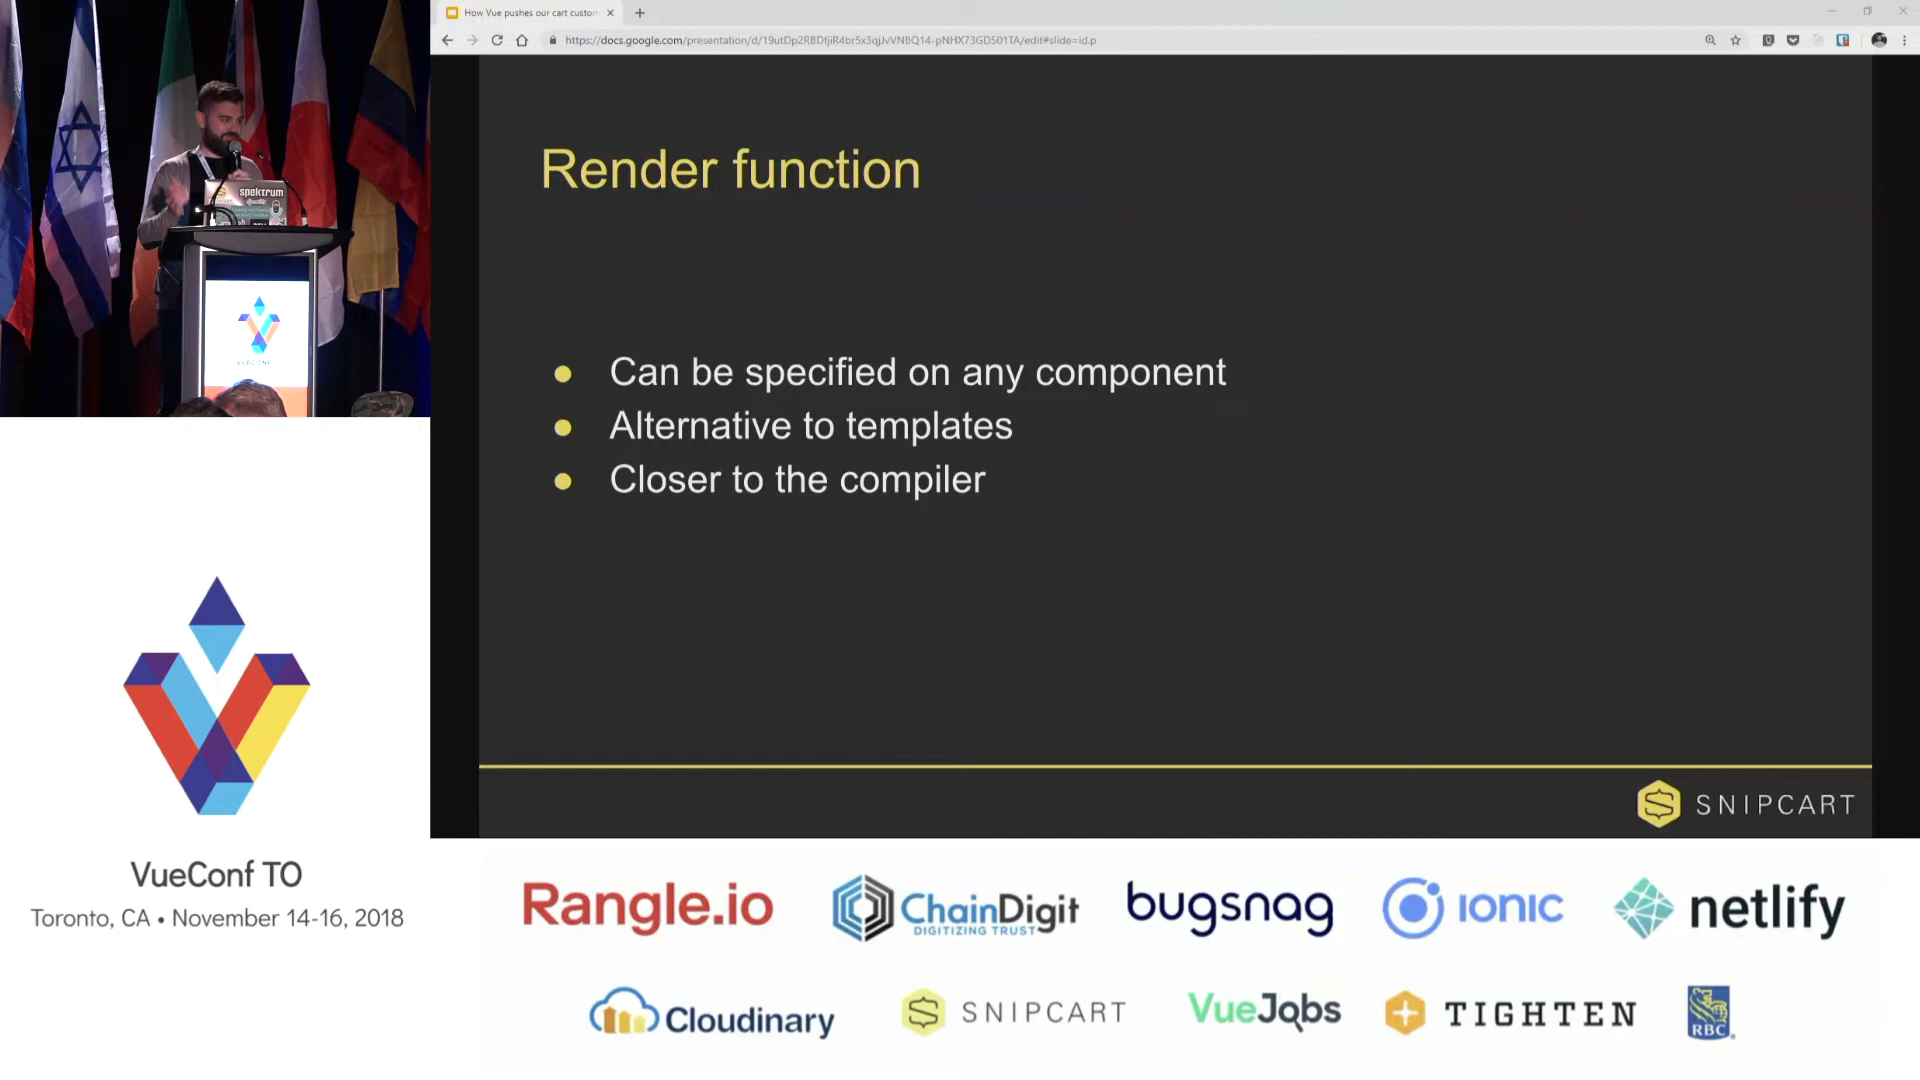 How Vue pushes our cart custom
https://docs.google.com/presentation/d/19utDp2RBDfjiR4br5x3qjJvVNBQ14-pNHX73GD501TA/edit#slide=id.p
spektrum
VUECONF
Render function
● Can be specified on any component
● Alternative to templates
● Closer to the compiler
SNIPCART
VueConf TO
Toronto, CA • November 14-16, 2018
Rangle.io
ChainDigit
DIGITIZING TRUST
bugsnag
ionic
netlify
Cloudinary
SNIPCART
VueJobs
TIGHTEN
RBC